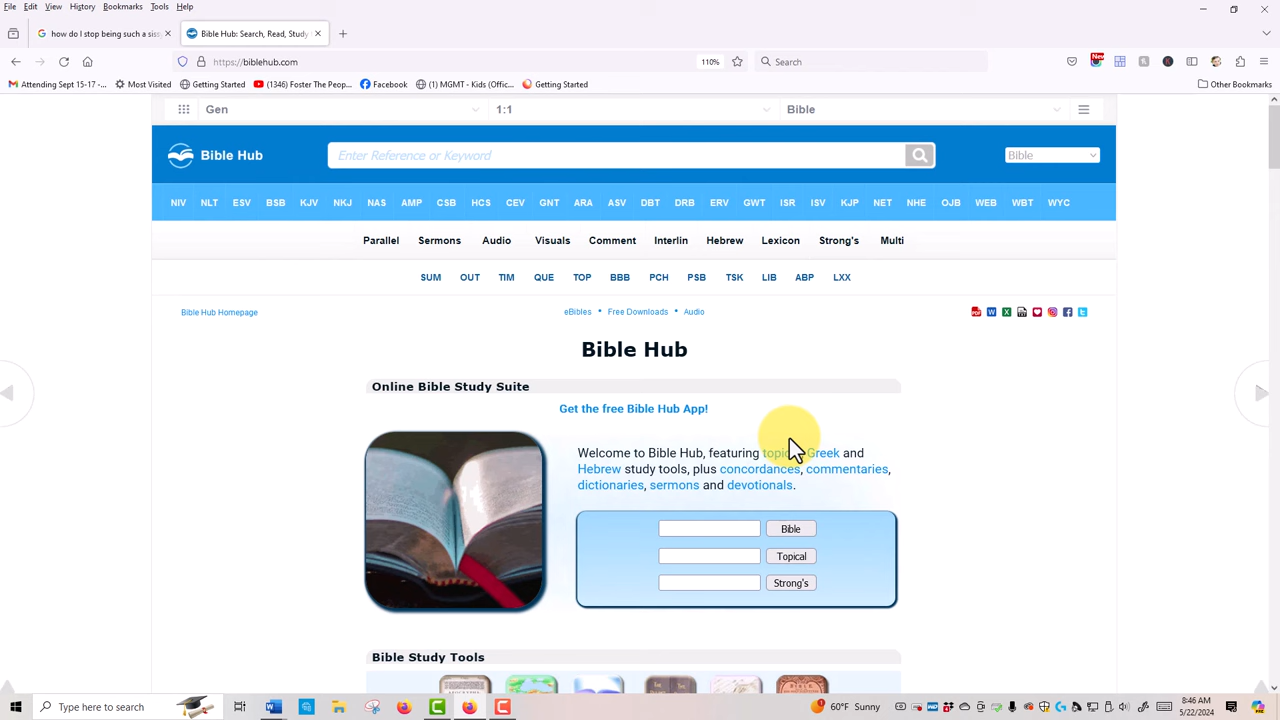 File Edit View History Bookmarks Tools Help
how do I stop being such a siss
Bible Hub: Search, Read, Study
https://biblehub.com 110% Search
Attending Sept 15-17 -... Most Visited Getting Started (1346) Foster The Peop... Facebook (1) MGMT - Kids (Offic... Getting Started Other Bookmarks
Gen 1:1 Bible
Bible Hub Enter Reference or Keyword Bible
NIV NLT ESV BSB KJV NKJ NAS AMP CSB HCS CEV GNT ARA ASV DBT DRB ERV GWT ISR ISV KJP NET NHE OJB WEB WBT WYC
Parallel Sermons Audio Visuals Comment Interlin Hebrew Lexicon Strong's Multi
SUM OUT TIM QUE TOP BBB PCH PSB TSK LIB ABP LXX
Bible Hub Homepage eBibles • Free Downloads • Audio
Bible Hub
Online Bible Study Suite
Get the free Bible Hub App!
Welcome to Bible Hub, featuring Greek and
Hebrew study tools, plus concordances, commentaries,
dictionaries, sermons and devotionals.
Bible
Topical
Strong's
Bible Study Tools
Type here to search 60°F Sunny 8:46 AM
5/22/2024